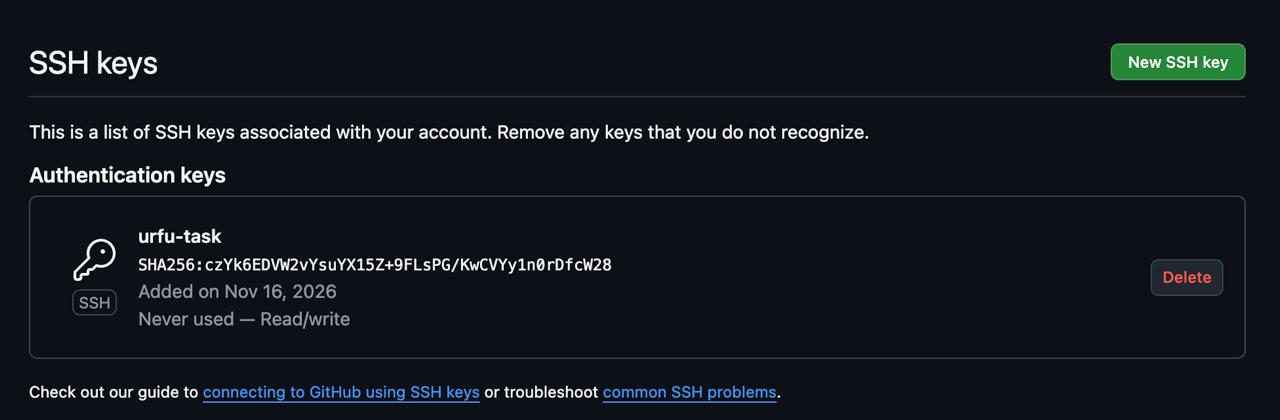 SSH keys
New SSH key
This is a list of SSH keys associated with your account. Remove any keys that you do not recognize.
Authentication keys
urfu-task
SHA256:czYk6EDVW2vYsuYX15Z+9FLsPG/KwCVYy1n0rDfcW28
Added on Nov 16, 2026
Never used — Read/write
SSH
Delete
Check out our guide to connecting to GitHub using SSH keys or troubleshoot common SSH problems.